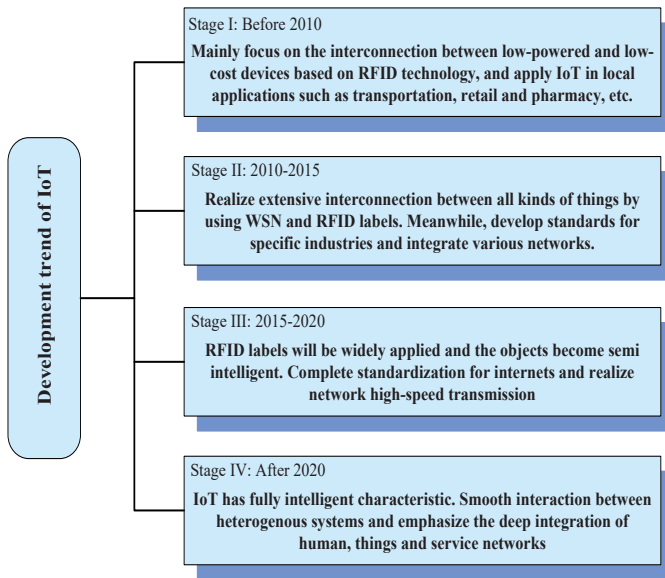 Development trend of IoT
Stage I: Before 2010
Mainly focus on the interconnection between low-powered and low-
cost devices based on RFID technology, and apply IoT in local
applications such as transportation, retail and pharmacy, etc.
Stage II: 2010-2015
Realize extensive interconnection between all kinds of things by
using WSN and RFID labels. Meanwhile, develop standards for
specific industries and integrate various networks.
Stage III: 2015-2020
RFID labels will be widely applied and the objects become semi
intelligent. Complete standardization for internets and realize
network high-speed transmission
Stage IV: After 2020
IoT has fully intelligent characteristic. Smooth interaction between
heterogenous systems and emphasize the deep integration of
human, things and service networks